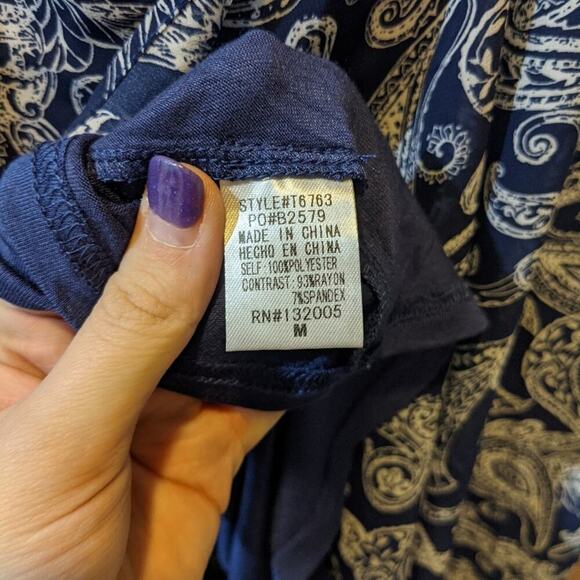 STYLE#T6763
PO#B2579
MADE IN CHINA
HECHO EN CHINA
SELF 100%POLYESTER
CONTRAST: 93%RAYON
7%SPANDEX
RN#132005
M